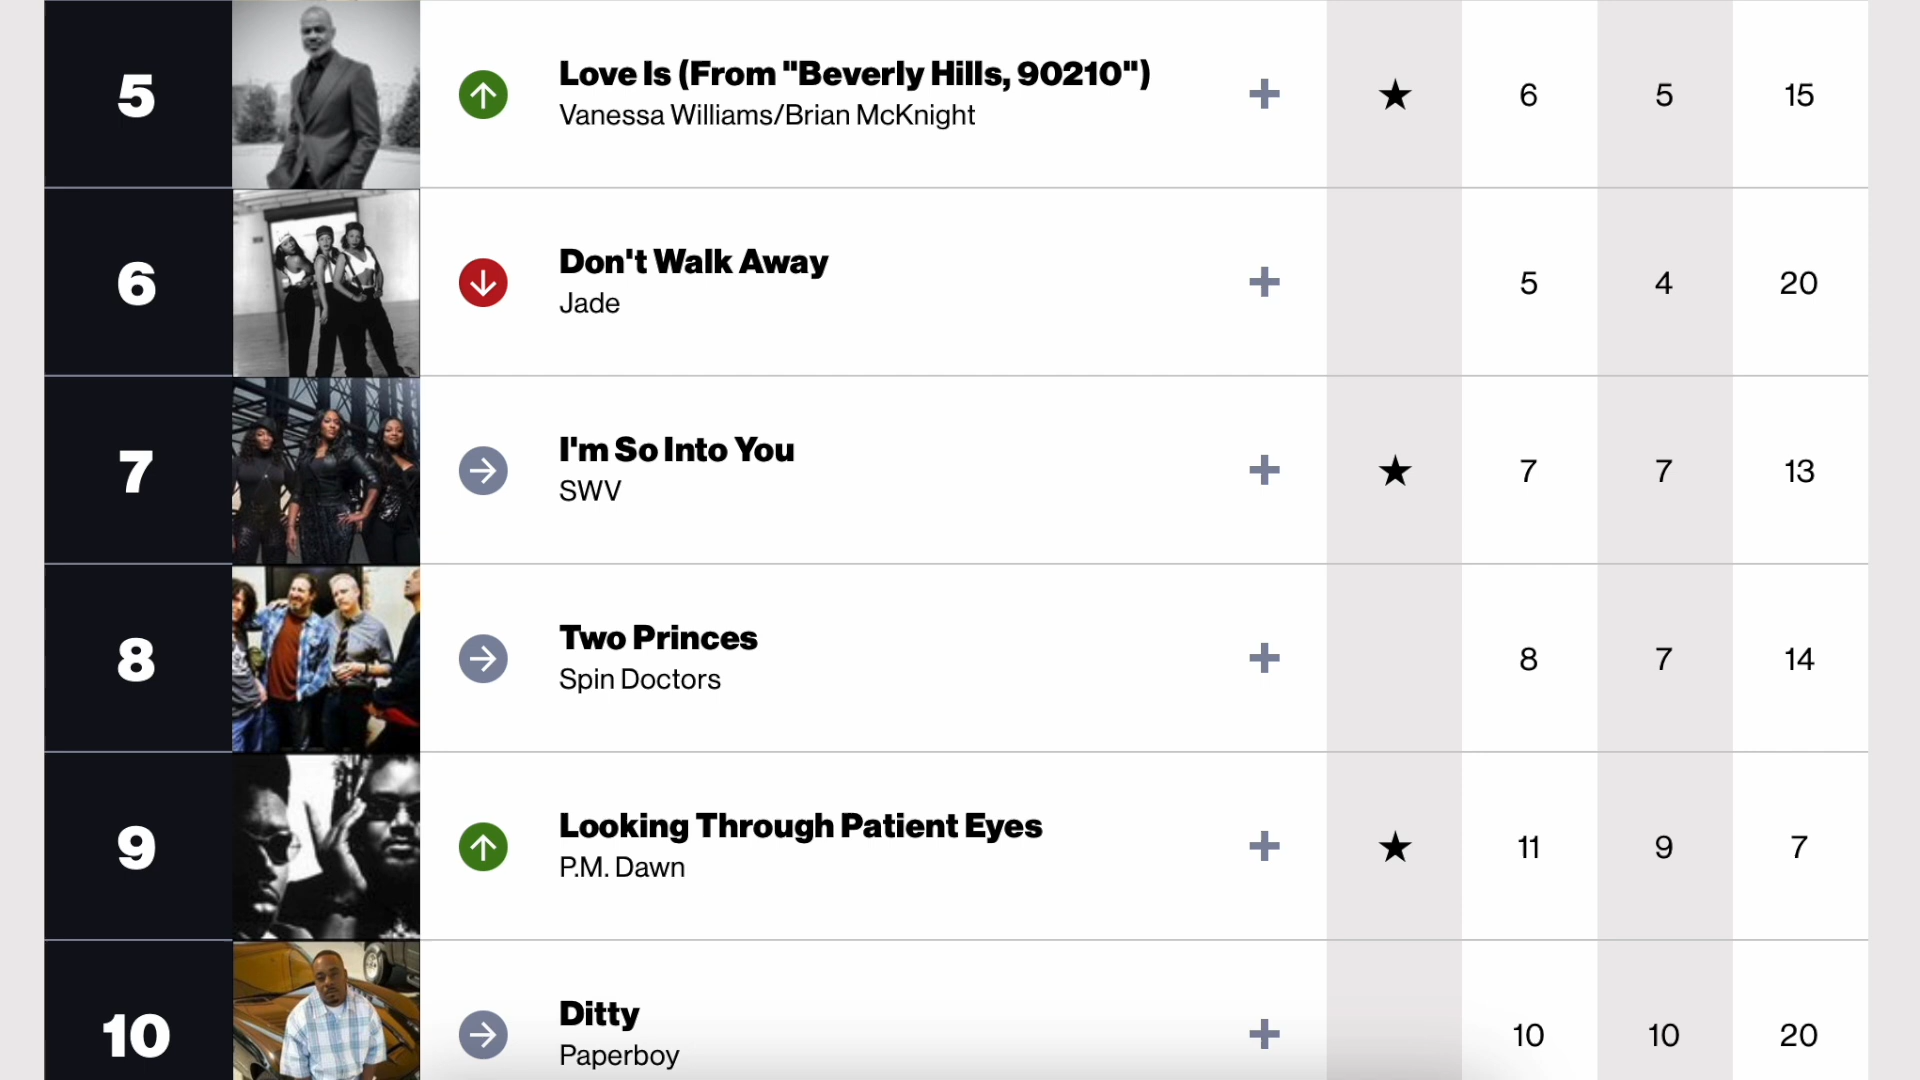 5
Love Is (From "Beverly Hills, 90210")
Vanessa Williams/Brian McKnight
6 5 15
6
Don't Walk Away
Jade
5 4 20
7
I'm So Into You
SWV
7 7 13
8
Two Princes
Spin Doctors
8 7 14
9
Looking Through Patient Eyes
P.M. Dawn
11 9 7
10
Ditty
Paperboy
10 10 20